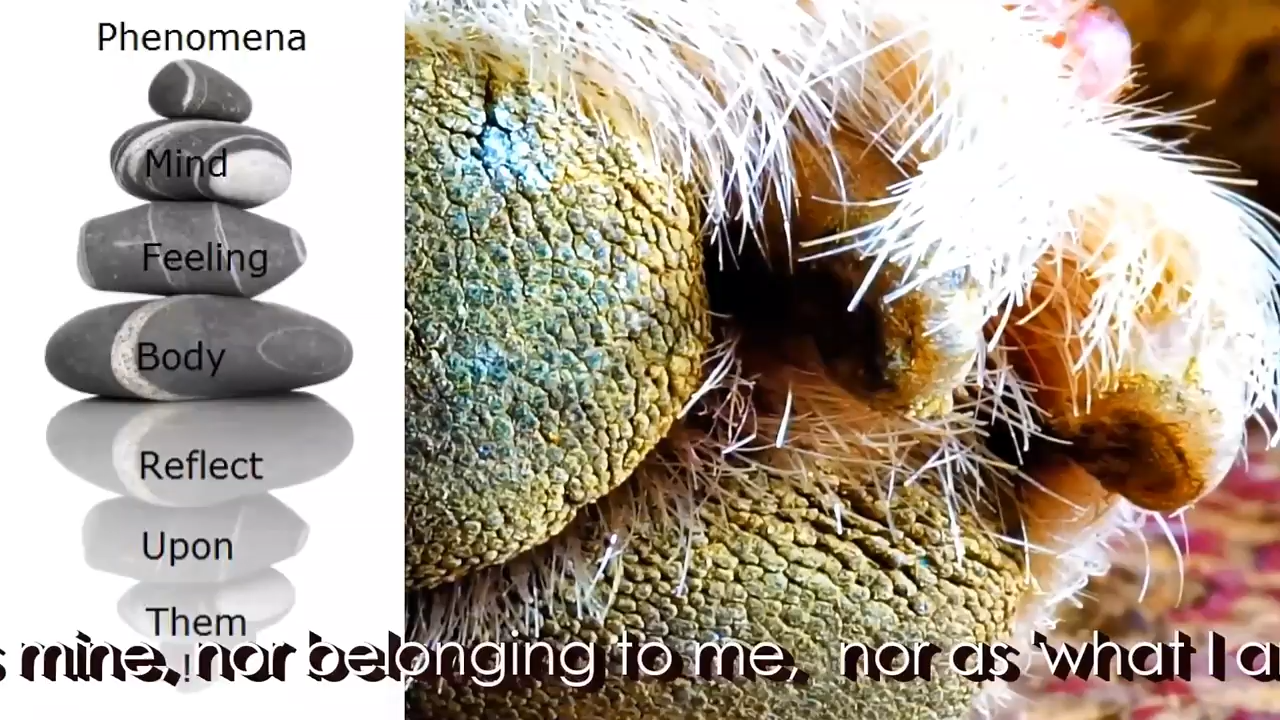 Phenomena
Mind
Feeling
Body
Reflect
Upon
Them
!
mine, nor belonging to me, nor as 'what I a